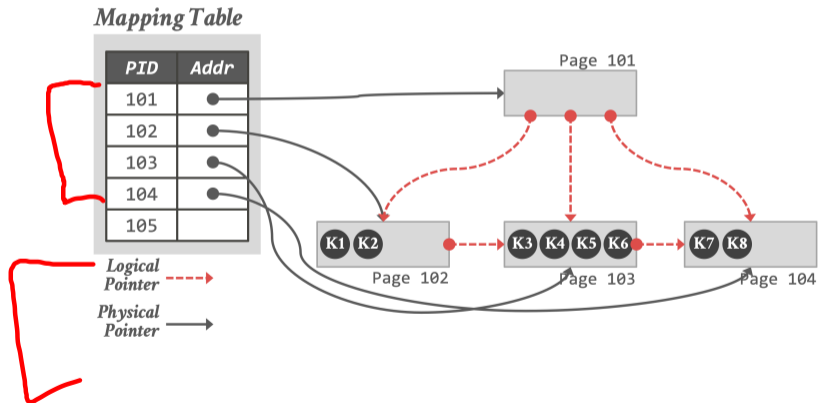 Mapping Table
PID Addr
101
102
103
104
105
Page 101
K1 K2
Page 102
K3 K4 K5 K6
Page 103
K7 K8
Page 104
Logical
Pointer
Physical
Pointer